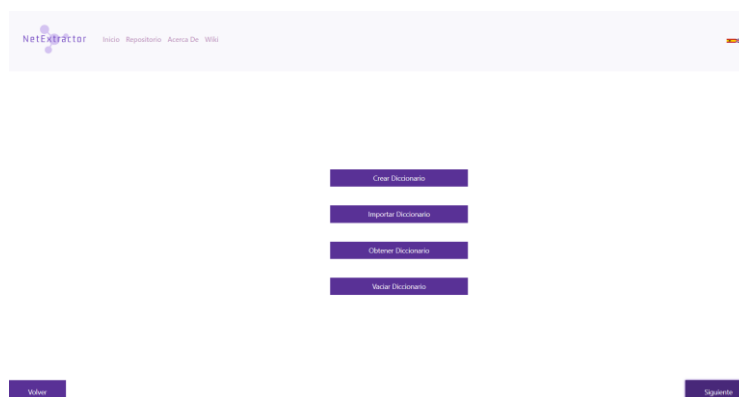 NetExtractor Inicio Repositorio Acerca De Wiki
Crear Diccionario
Importar Diccionario
Obtener Diccionario
Vaciar Diccionario
Volver Siguiente